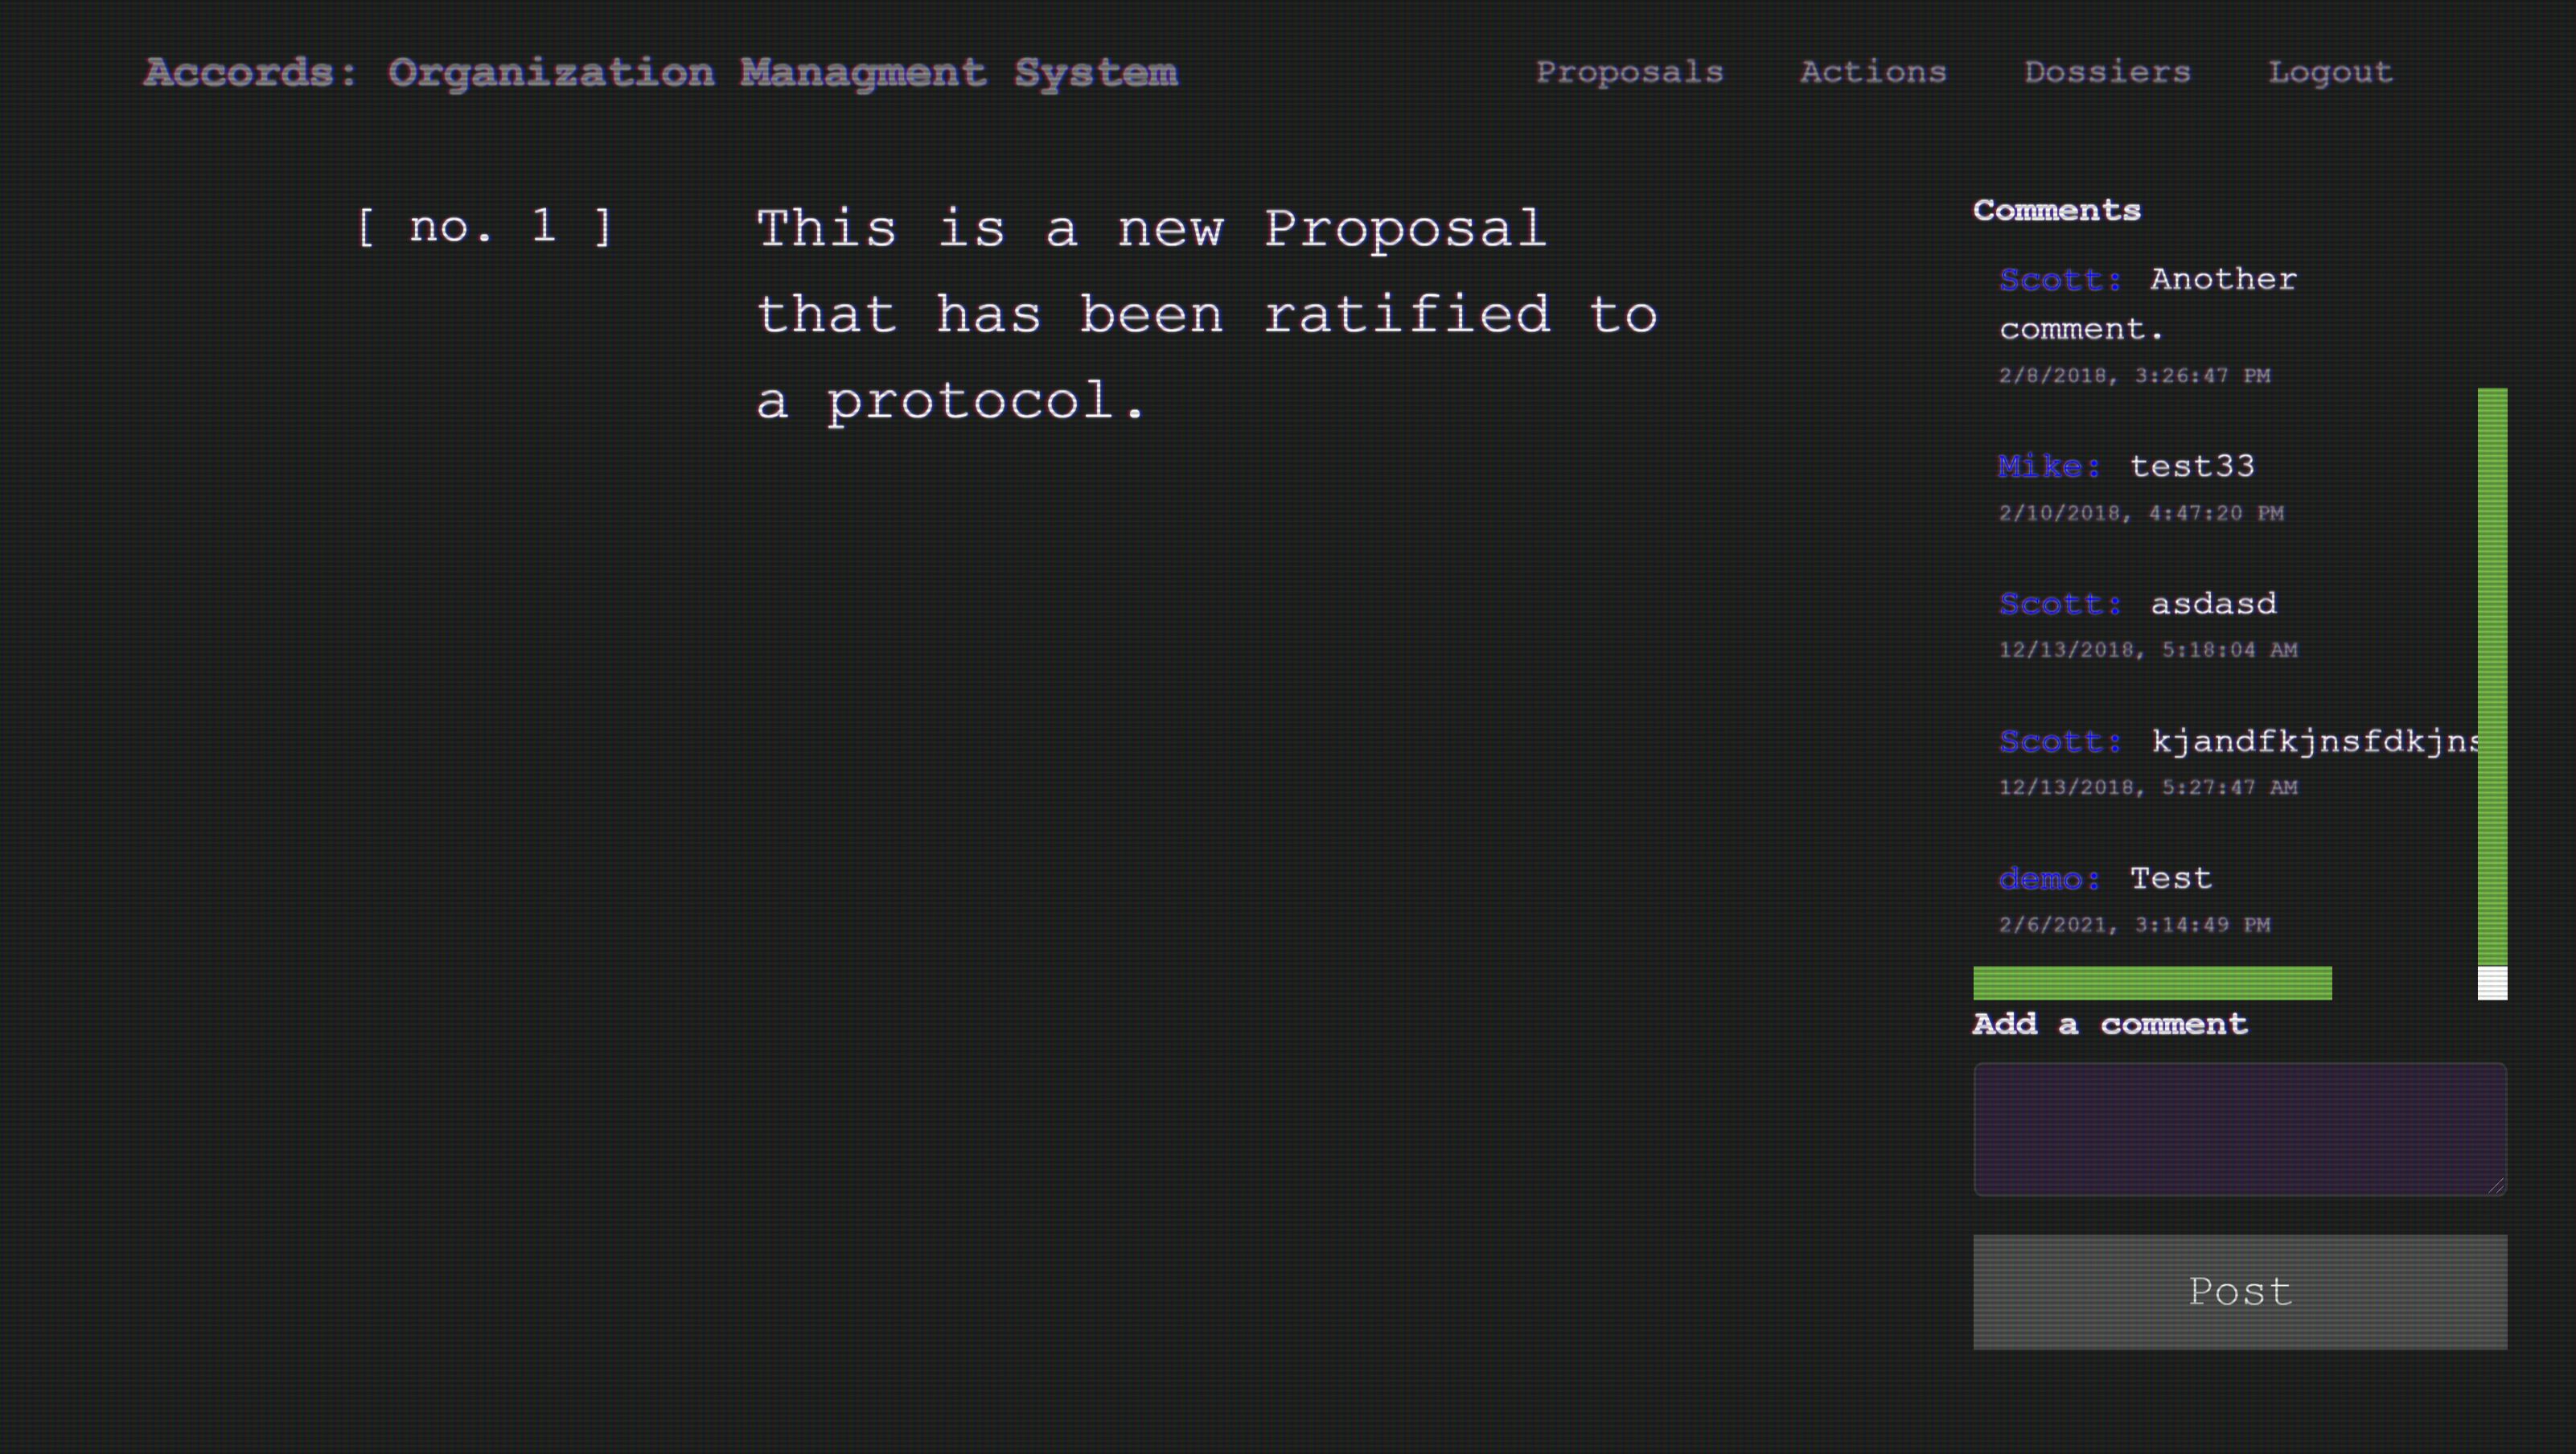 Accords: Organization Managment System
Proposals Actions Dossiers Logout
[ no. 1 ]
This is a new Proposal
that has been ratified to
a protocol.
Comments
Scott: Another
comment.
2/8/2018, 3:26:47 PM
Mike: test33
2/10/2018, 4:47:20 PM
Scott: asdasd
12/13/2018, 5:18:04 AM
Scott: kjandfkjnsfdkjns
12/13/2018, 5:27:47 AM
demo: Test
2/6/2021, 3:14:49 PM
Add a comment
Post